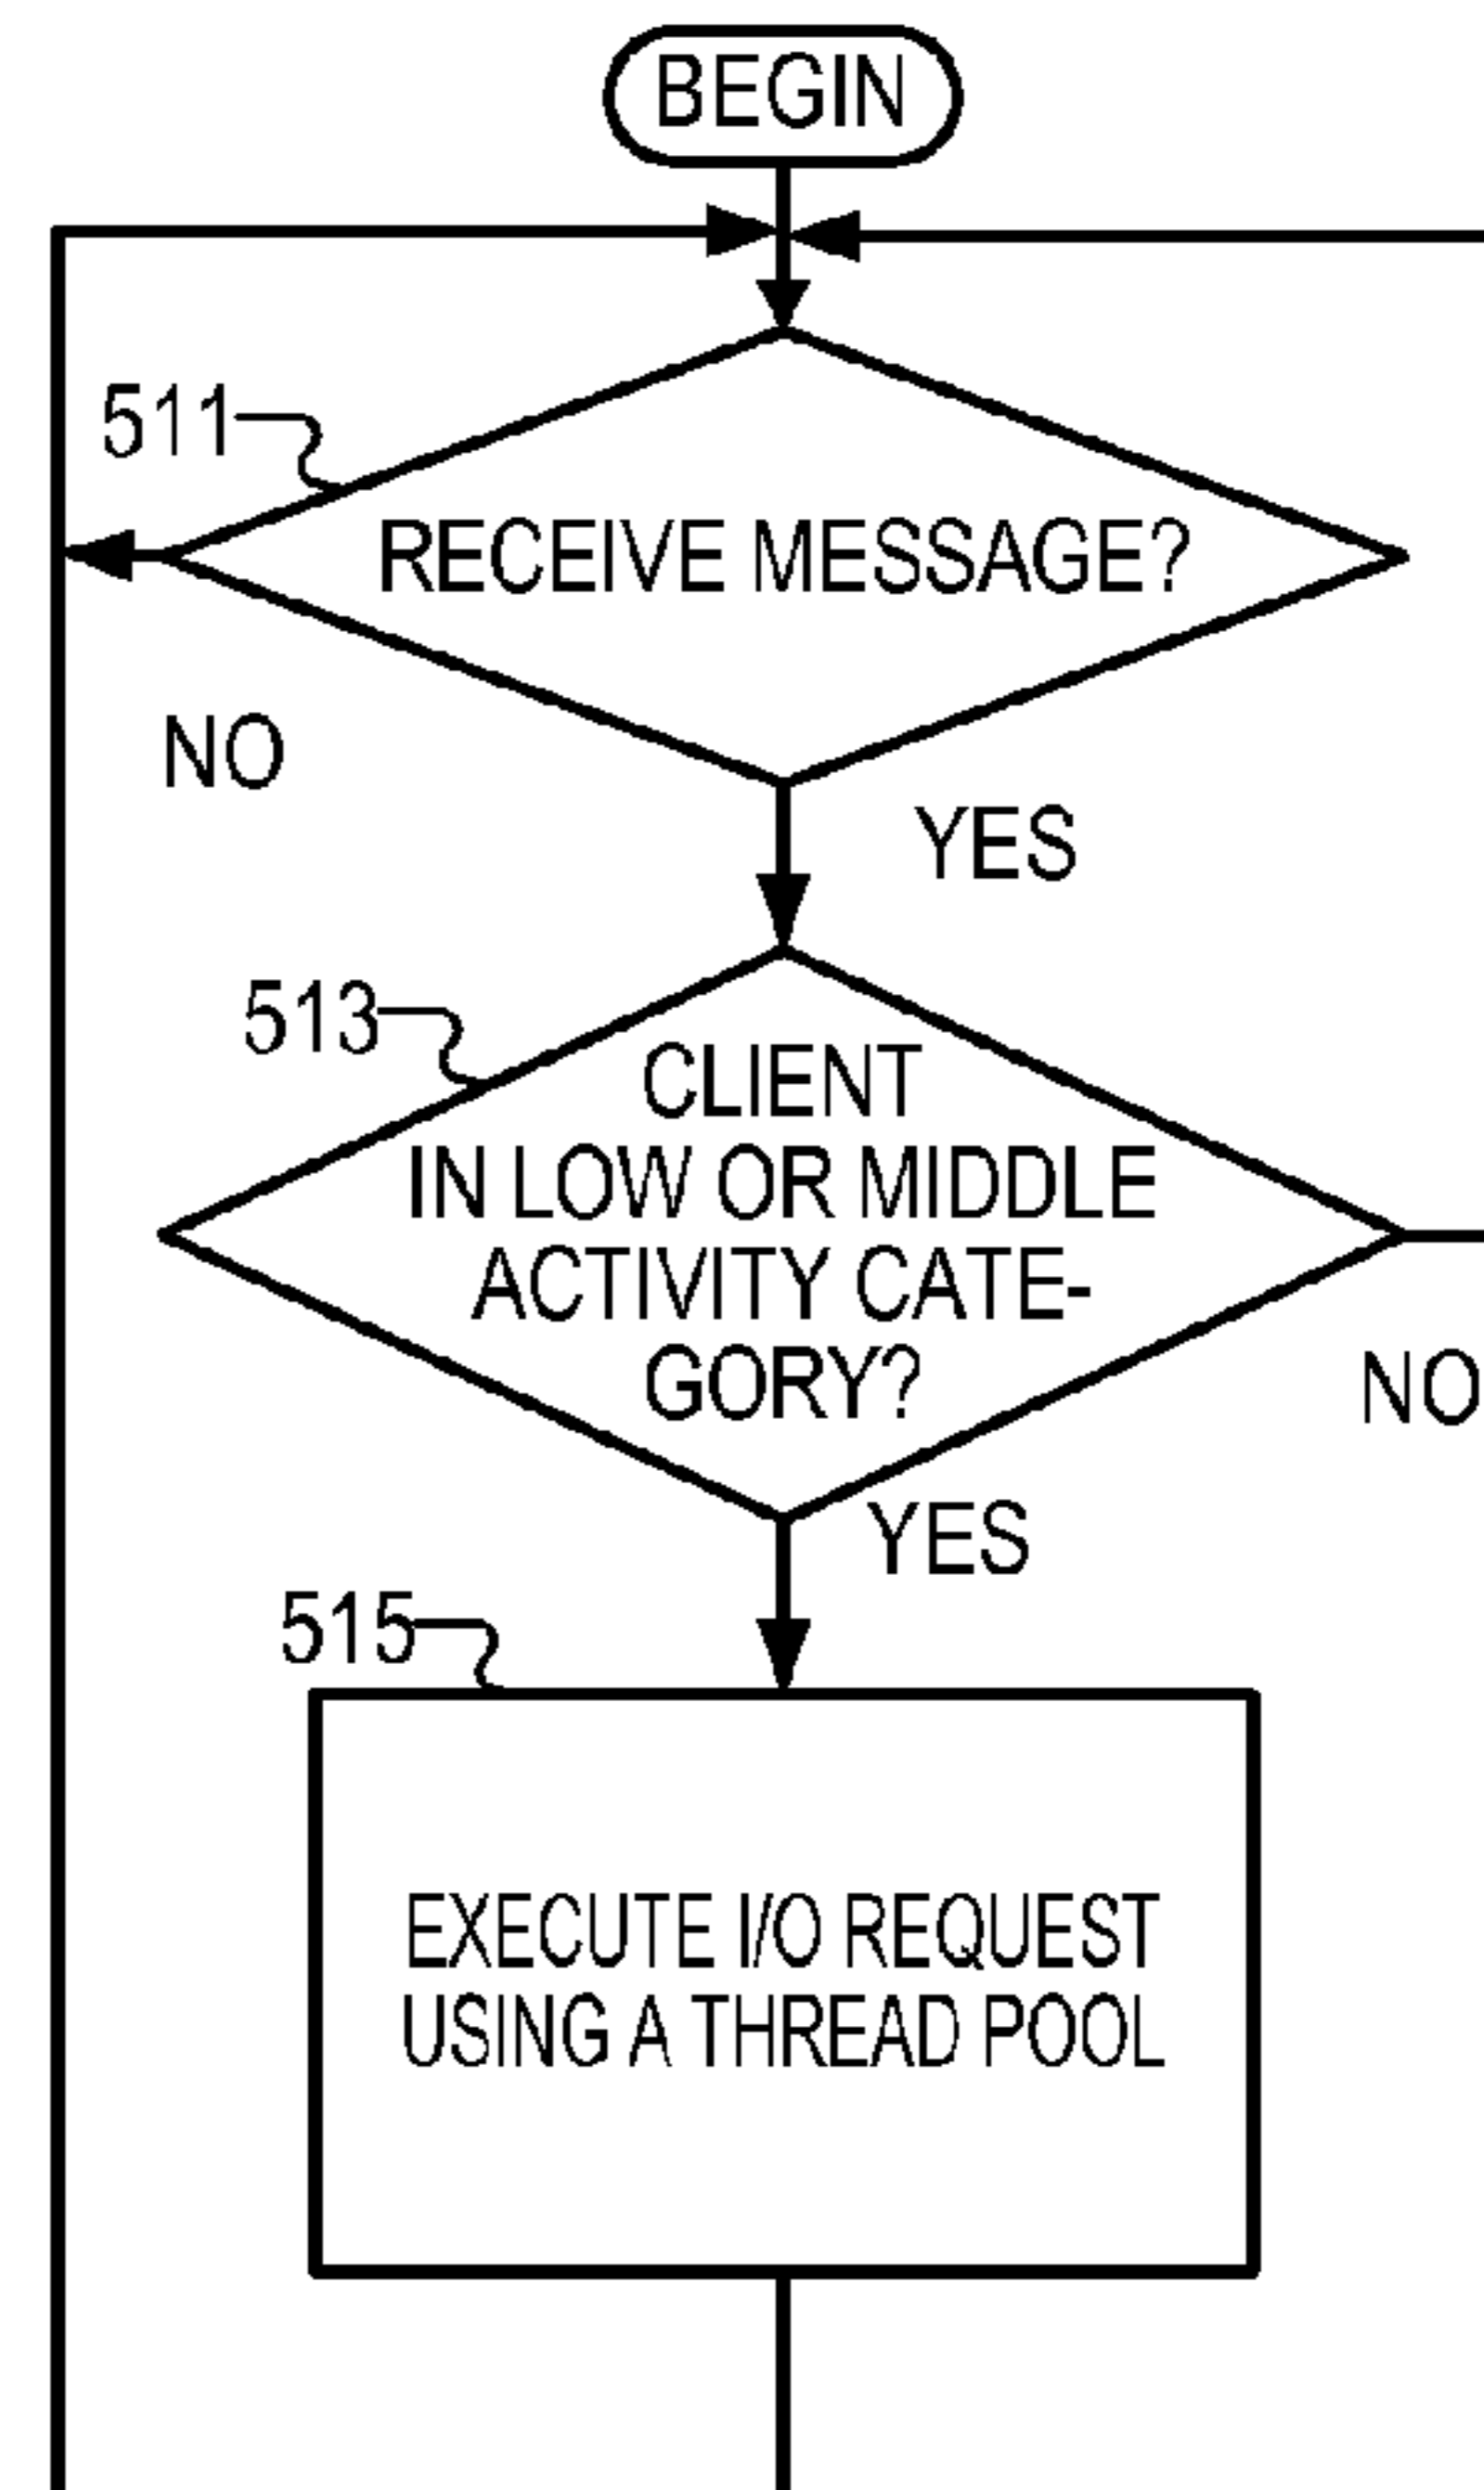 BEGIN
511
RECEIVE MESSAGE?
NO
YES
513
CLIENT
IN LOW OR MIDDLE
ACTIVITY CATE-
GORY?
NO
YES
515
EXECUTE I/O REQUEST
USING A THREAD POOL